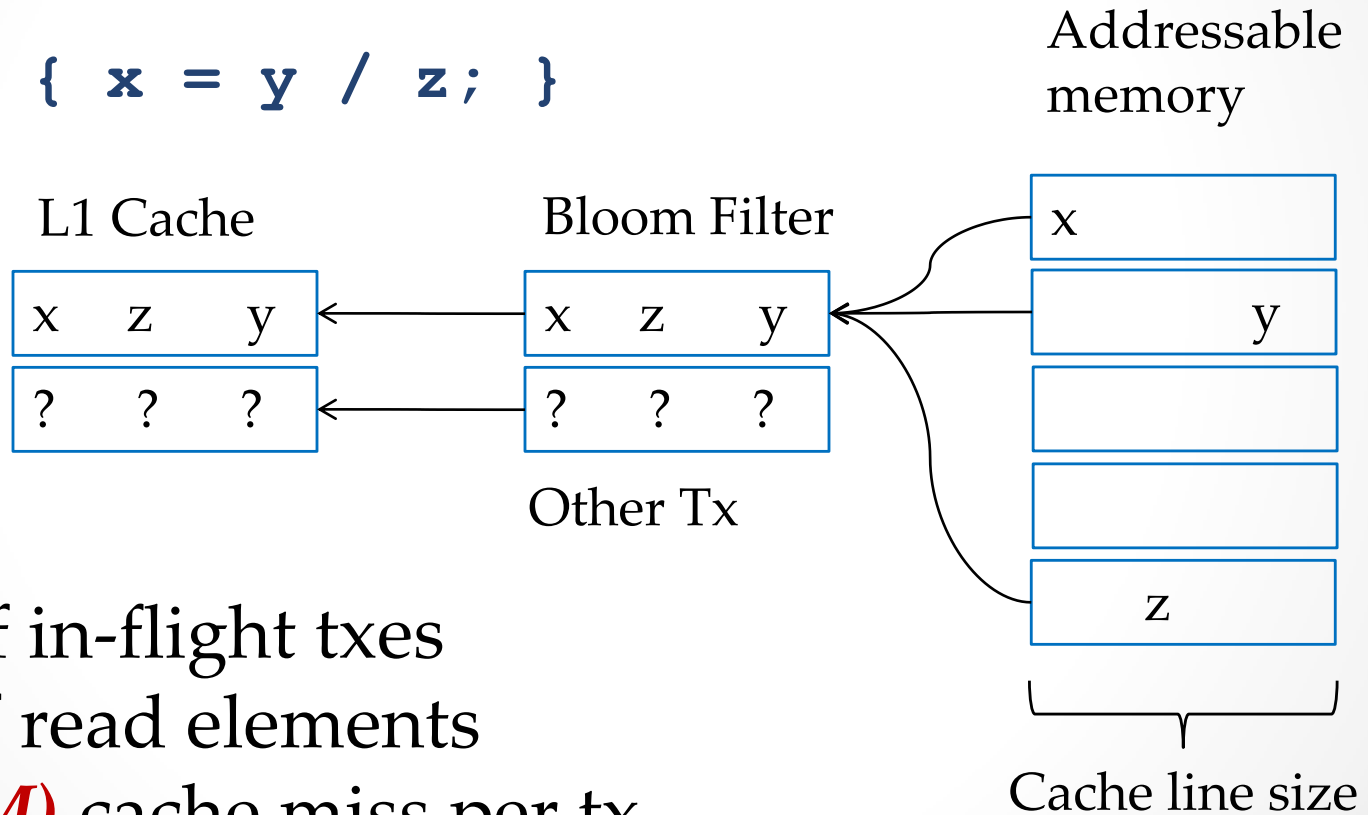 { x = y / z; }
Addressable
memory
L1 Cache
Bloom Filter
x
x z y
x z y
y
? ? ?
? ? ?
Other Tx
z
in-flight txes
read elements
cache miss per tx
Cache line size